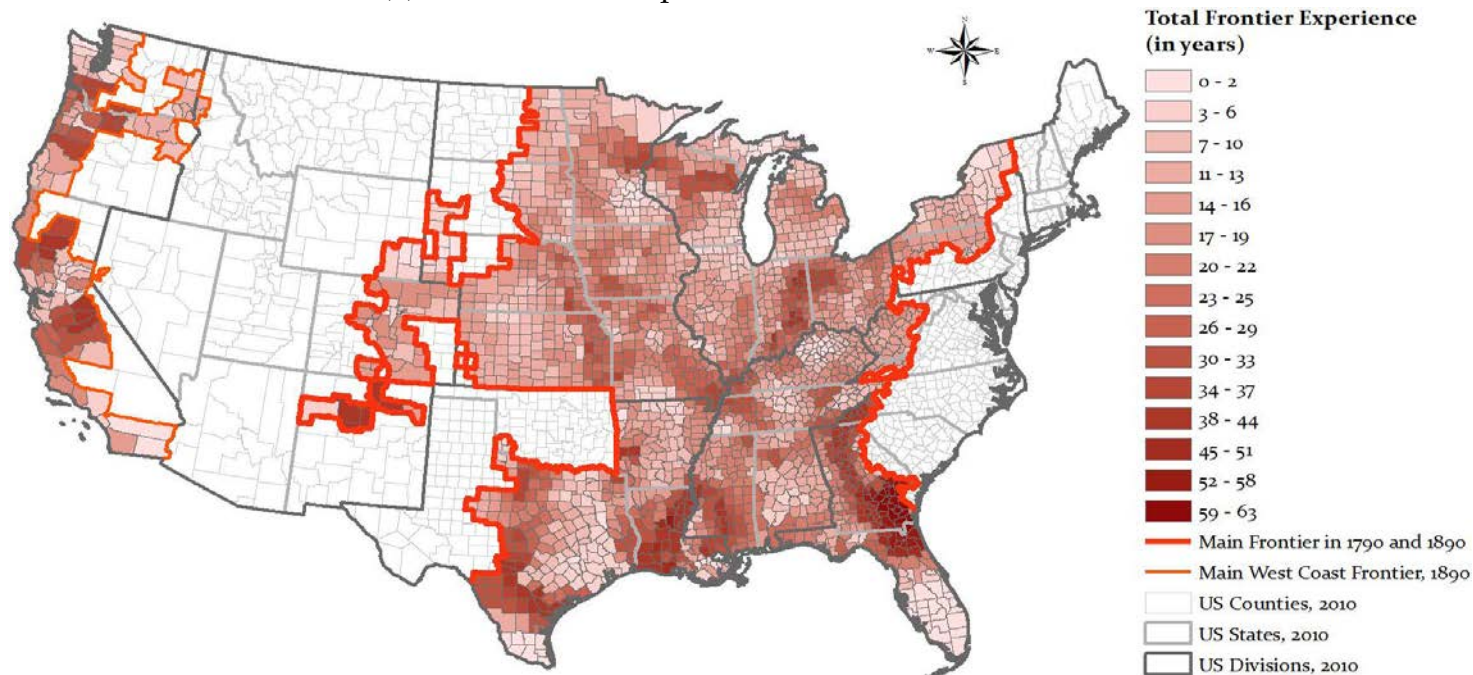 N
W E
S
Total Frontier Experience
(in years)
0 - 2
3 - 6
7 - 10
11 - 13
14 - 16
17 - 19
20 - 22
23 - 25
26 - 29
30 - 33
34 - 37
38 - 44
45 - 51
52 - 58
59 - 63
Main Frontier in 1790 and 1890
Main West Coast Frontier, 1890
US Counties, 2010
US States, 2010
US Divisions, 2010